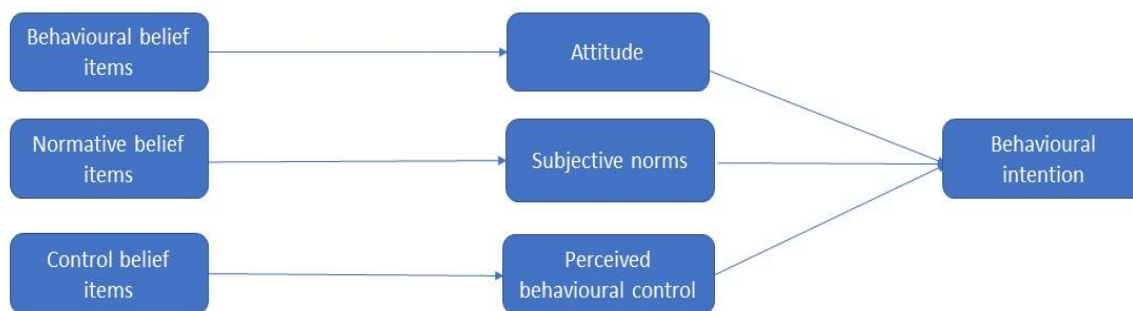 Behavioural belief
items
Attitude
Normative belief
items
Subjective norms
Behavioural
intention
Control belief
items
Perceived
behavioural control